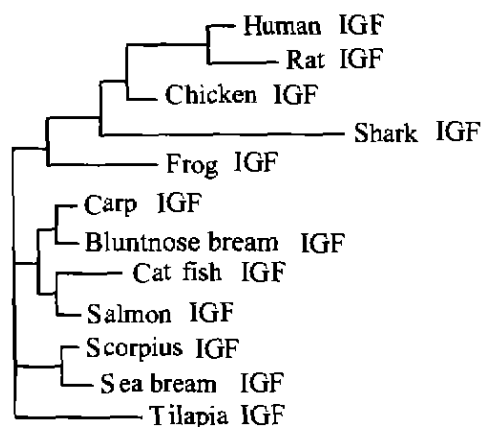 Human IGF
Rat IGF
Chicken IGF
Shark IGF
Frog IGF
Carp IGF
Bluntnose bream IGF
Cat fish IGF
Salmon IGF
Scorpius IGF
Sea bream IGF
Tilapia IGF